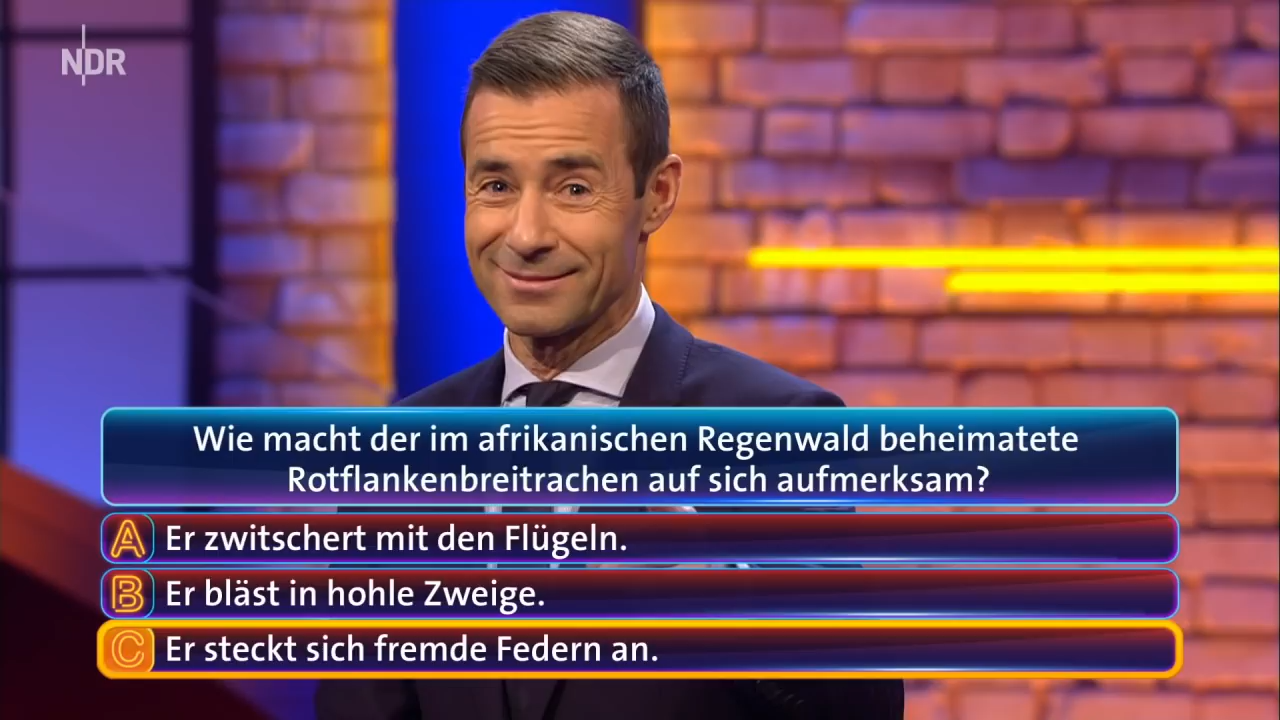 NDR
Wie macht der im afrikanischen Regenwald beheimatete
Rotflankenbreitrachen auf sich aufmerksam?
A Er zwitschert mit den Flügeln.
B Er bläst in hohle Zweige.
C Er steckt sich fremde Federn an.